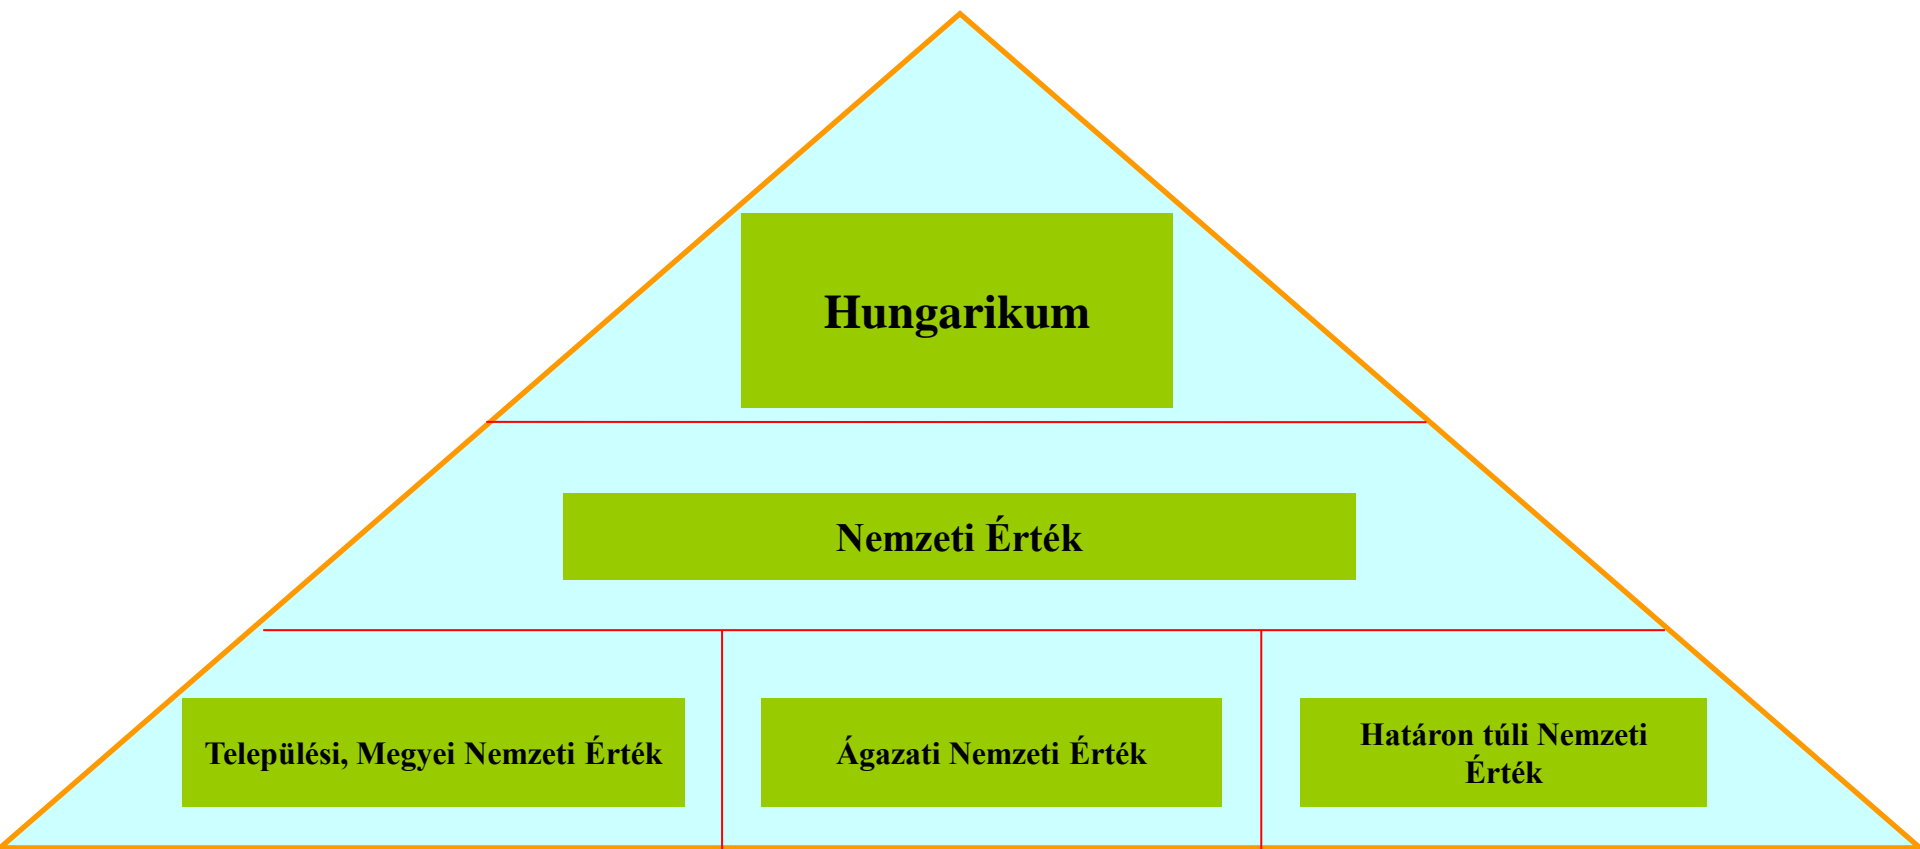 Hungarikum
Nemzeti Érték
Települési, Megyei Nemzeti Érték
Ágazati Nemzeti Érték
Határon túli Nemzeti
Érték